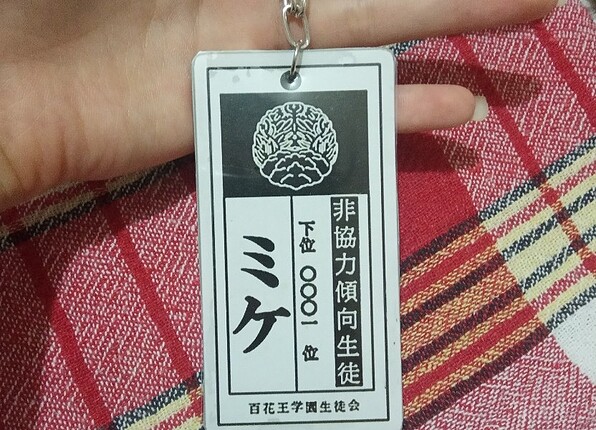 非協力傾向生徒
下位 〇〇〇一 位
ミケ
百花王学園生徒会